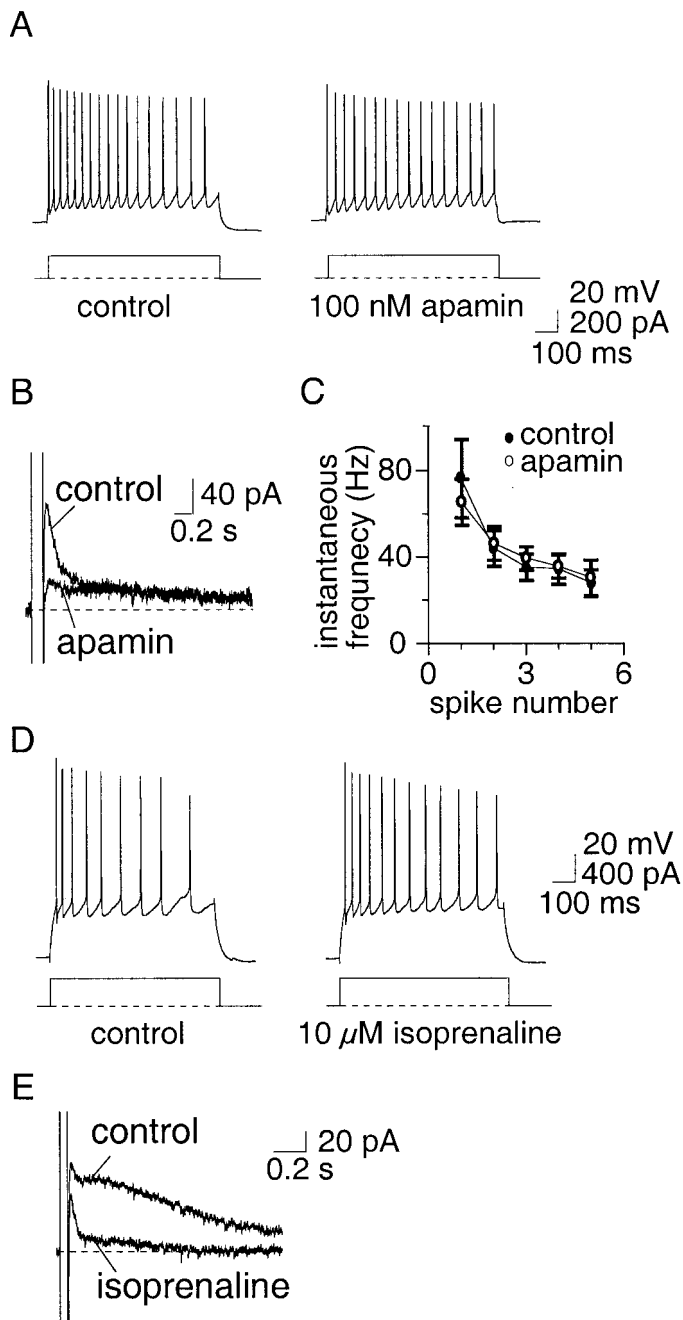 A
control
100 nM apamin
20 mV
200 pA
100 ms
B
control
40 pA
0.2 s
apamin
C
control
apamin
instantaneous
frequnecy (Hz)
80
40
0
0
3
6
spike number
D
20 mV
400 pA
100 ms
control
10 µM isoprenaline
E
control
20 pA
0.2 s
isoprenaline